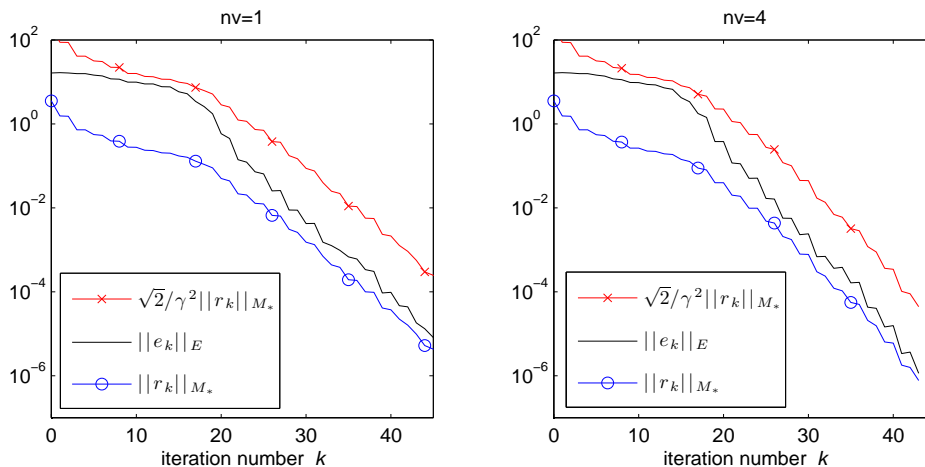 nv=1
10^2
10^0
10^{-2}
10^{-4}
10^{-6}
√2/γ^2||r_k||_{M_*}
||e_k||_E
||r_k||_{M_*}
0 10 20 30 40
iteration number k
nv=4
10^2
10^0
10^{-2}
10^{-4}
10^{-6}
√2/γ^2||r_k||_{M_*}
||e_k||_E
||r_k||_{M_*}
0 10 20 30 40
iteration number k